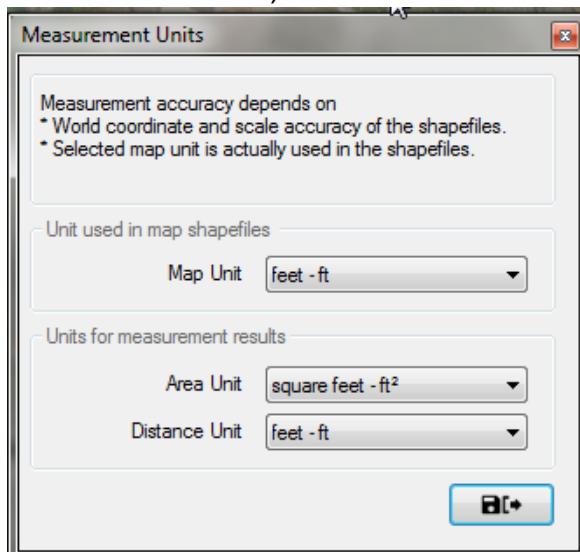 Measurement Units
Measurement accuracy depends on
* World coordinate and scale accuracy of the shapefiles.
* Selected map unit is actually used in the shapefiles.
Unit used in map shapefiles
Map Unit feet - ft
Units for measurement results
Area Unit square feet - ft²
Distance Unit feet - ft